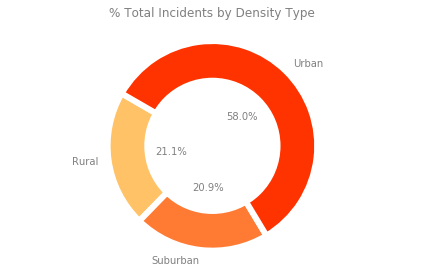 % Total Incidents by Density Type
Urban
58.0%
21.1%
Rural
20.9%
Suburban